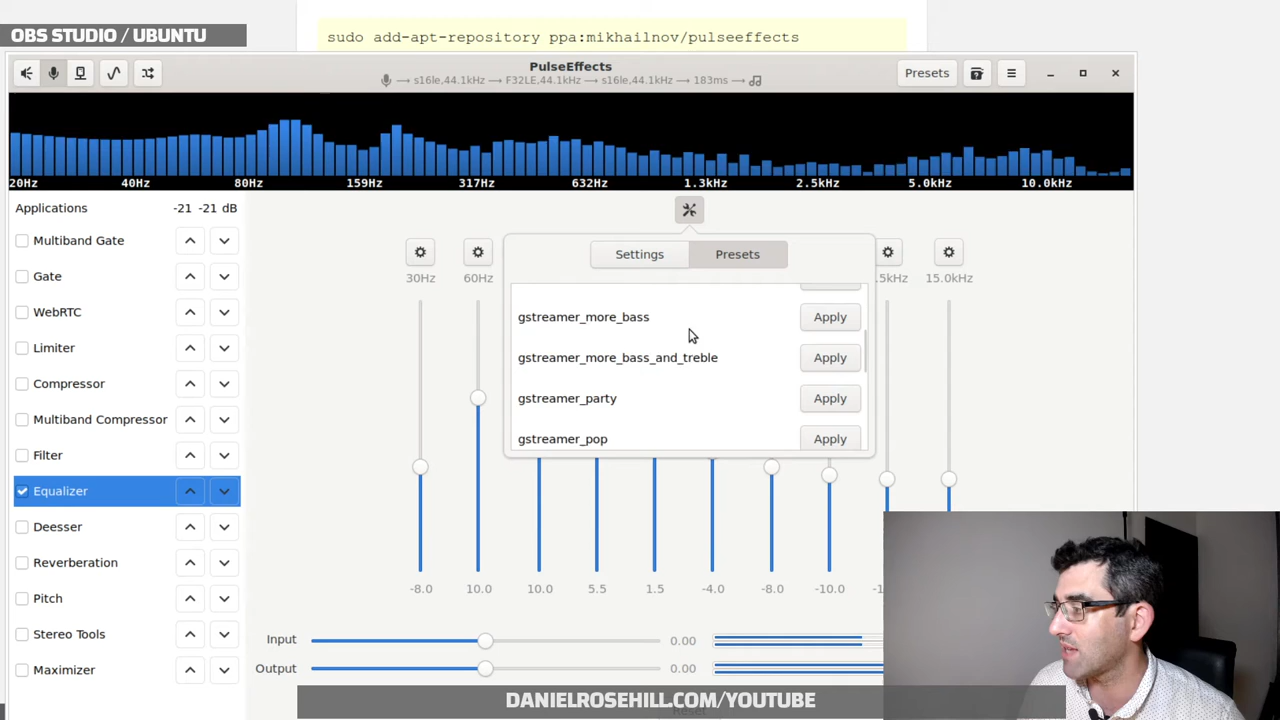 OBS STUDIO / UBUNTU
sudo add-apt-repository ppa:mikhailnov/pulseeffects
PulseEffects
s16le,44.1kHz F32LE,44.1kHz s16le,44.1kHz 183ms
Presets
20Hz 40Hz 80Hz 159Hz 317Hz 632Hz 1.3kHz 2.5kHz 5.0kHz 10.0kHz
Applications -21 -21 dB
Multiband Gate
Gate
WebRTC
Limiter
Compressor
Multiband Compressor
Filter
Equalizer
Deesser
Reverberation
Pitch
Stereo Tools
Maximizer
Settings Presets
30Hz 60Hz .5kHz 15.0kHz
gstreamer_more_bass Apply
gstreamer_more_bass_and_treble Apply
gstreamer_party Apply
gstreamer_pop Apply
-8.0 10.0 10.0 5.5 1.5 -4.0 -8.0 -10.0
Input 0.00
Output 0.00
DANIELROSEHILL.COM/YOUTUBE